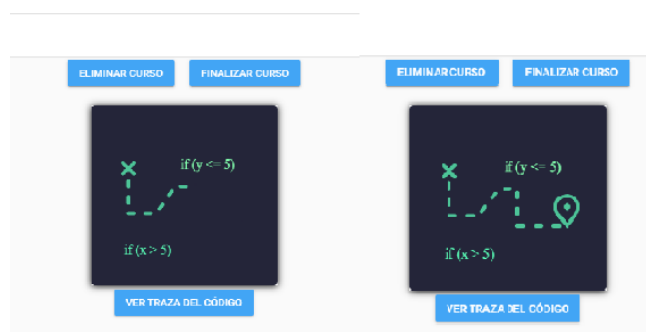 ELIMINAR CURSO FINALIZAR CURSO
if (y <= 5)
if (x > 5)
VER TRAZA DEL CÓDIGO
ELIMINAR CURSO FINALIZAR CURSO
if (y <= 5)
if (x > 5)
VER TRAZA DEL CÓDIGO